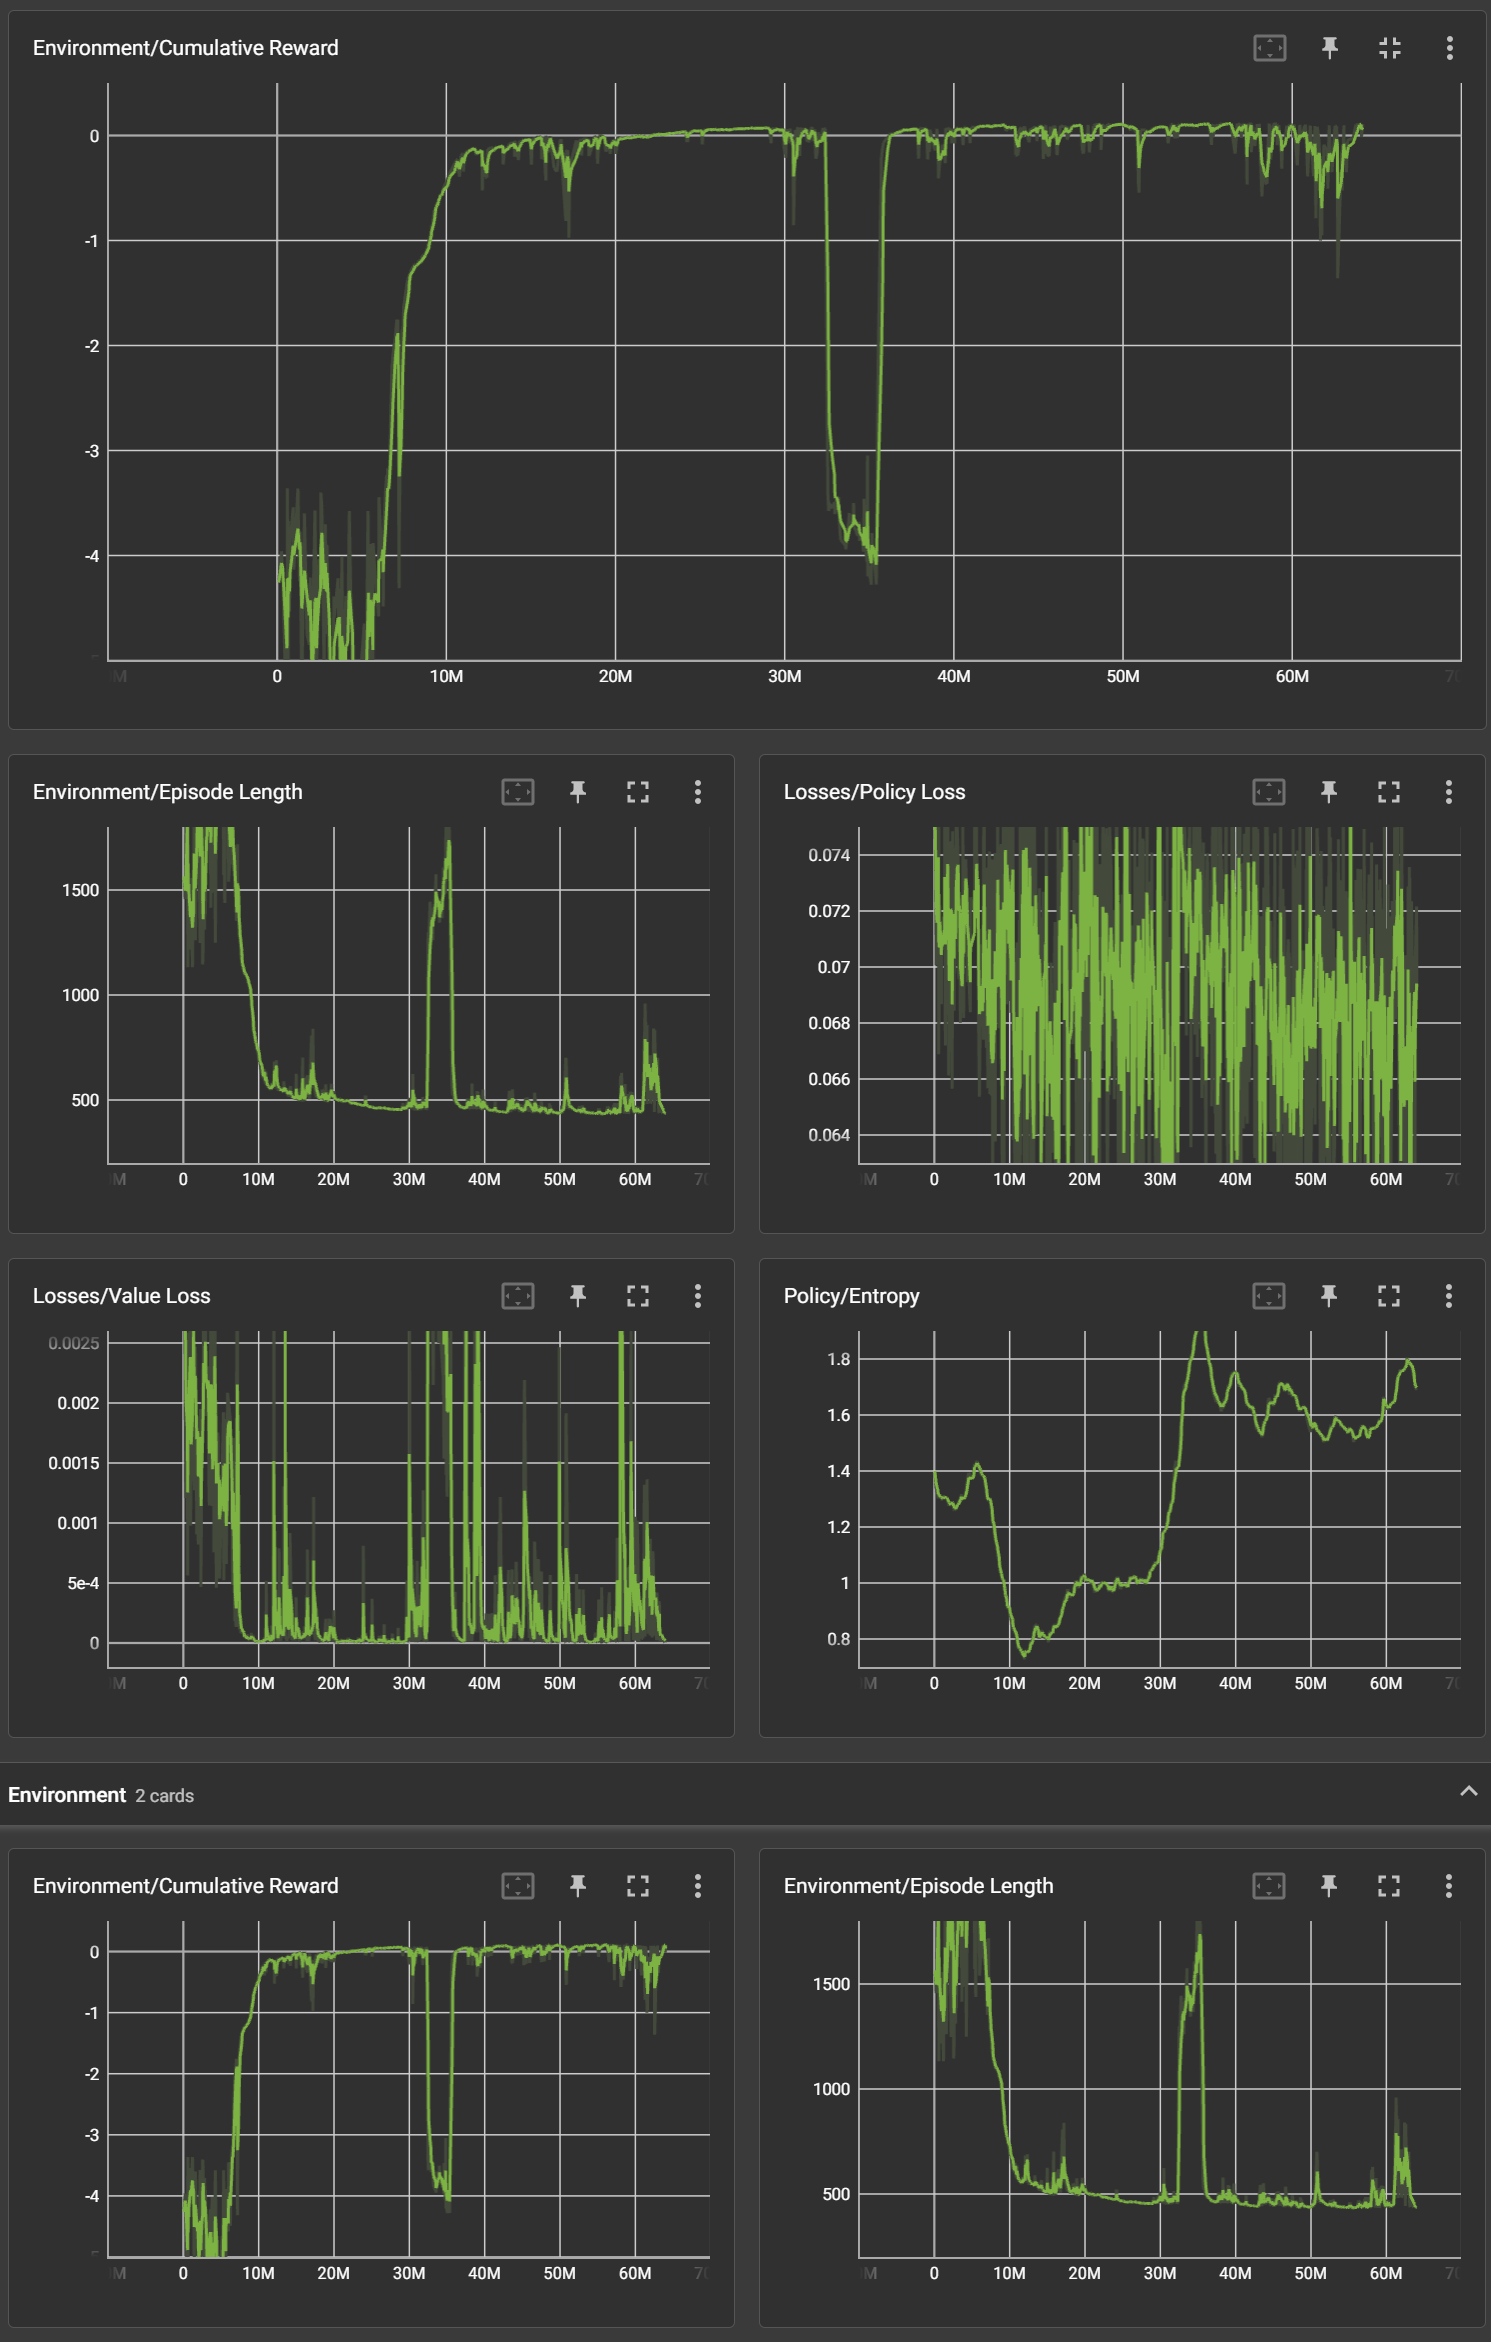 Environment/Cumulative Reward
0
-1
-2
-3
-4
0 10M 20M 30M 40M 50M 60M
Environment/Episode Length
1500
1000
500
0 10M 20M 30M 40M 50M 60M
Losses/Policy Loss
0.074
0.072
0.07
0.068
0.066
0.064
0 10M 20M 30M 40M 50M 60M
Losses/Value Loss
0.0025
0.002
0.0015
0.001
5e-4
0
0 10M 20M 30M 40M 50M 60M
Policy/Entropy
1.8
1.6
1.4
1.2
1
0.8
0 10M 20M 30M 40M 50M 60M
Environment 2 cards
Environment/Cumulative Reward
0
-1
-2
-3
-4
0 10M 20M 30M 40M 50M 60M
Environment/Episode Length
1500
1000
500
0 10M 20M 30M 40M 50M 60M